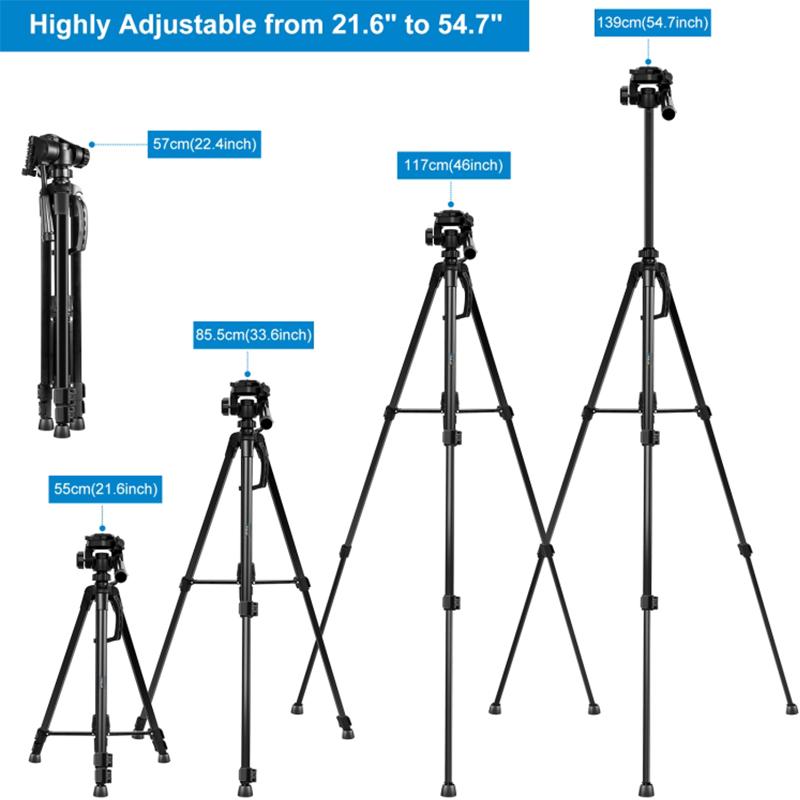 Highly Adjustable from 21.6" to 54.7"
139cm(54.7inch)
57cm(22.4inch)
117cm(46inch)
85.5cm(33.6inch)
55cm(21.6inch)